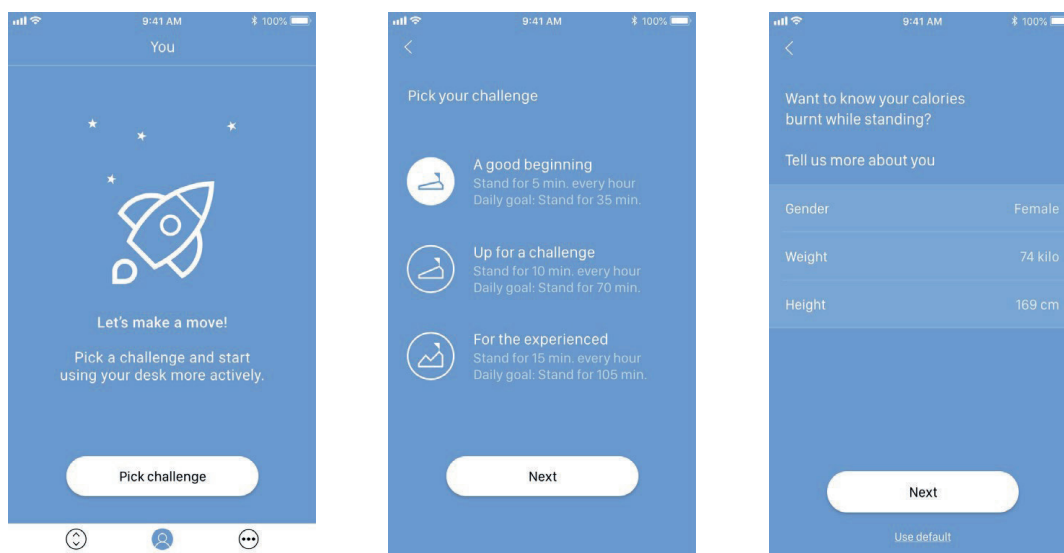 9:41 AM
100%
You
Let's make a move!
Pick a challenge and start
using your desk more actively.
Pick challenge
9:41 AM
100%
Pick your challenge
A good beginning
Stand for 5 min. every hour
Daily goal: Stand for 35 min.
Up for a challenge
Stand for 10 min. every hour
Daily goal: Stand for 70 min.
For the experienced
Stand for 15 min. every hour
Daily goal: Stand for 105 min.
Next
9:41 AM
100%
Want to know your calories
burnt while standing?
Tell us more about you
Gender Female
Weight 74 kilo
Height 169 cm
Next
Use default